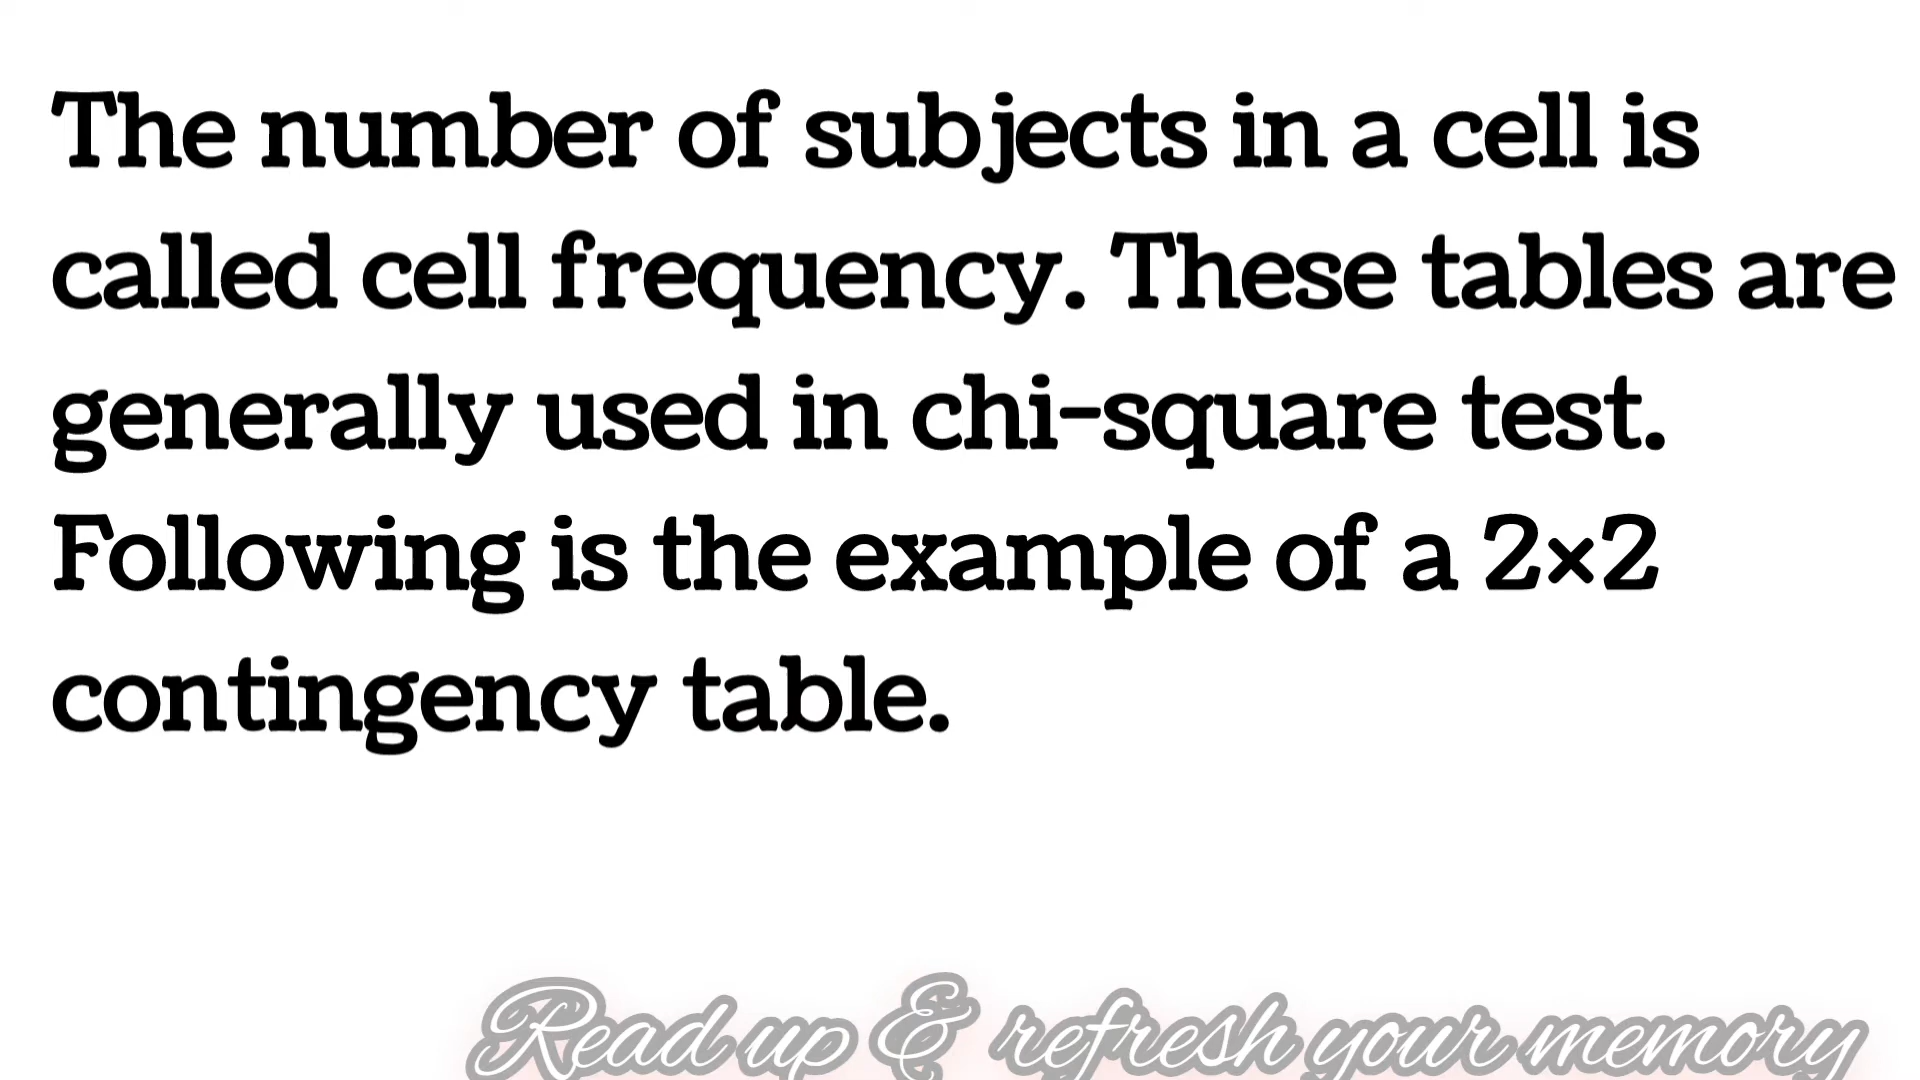 The number of subjects in a cell is
called cell frequency. These tables are
generally used in chi-square test.
Following is the example of a 2×2
contingency table.
Read up & refresh your memory